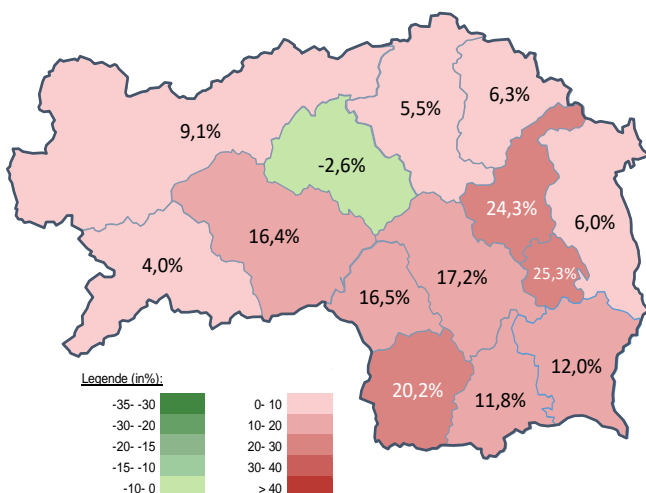 6,3%
5,5%
9,1%
-2,6%
24,3%
6,0%
16,4%
4,0%
17,2%
25,3%
16,5%
12,0%
20,2%
11,8%
Legende (in%):
-35- -30 0- 10
-30- -20 10- 20
-20- -15 20- 30
-15- -10 30- 40
-10- 0 > 40